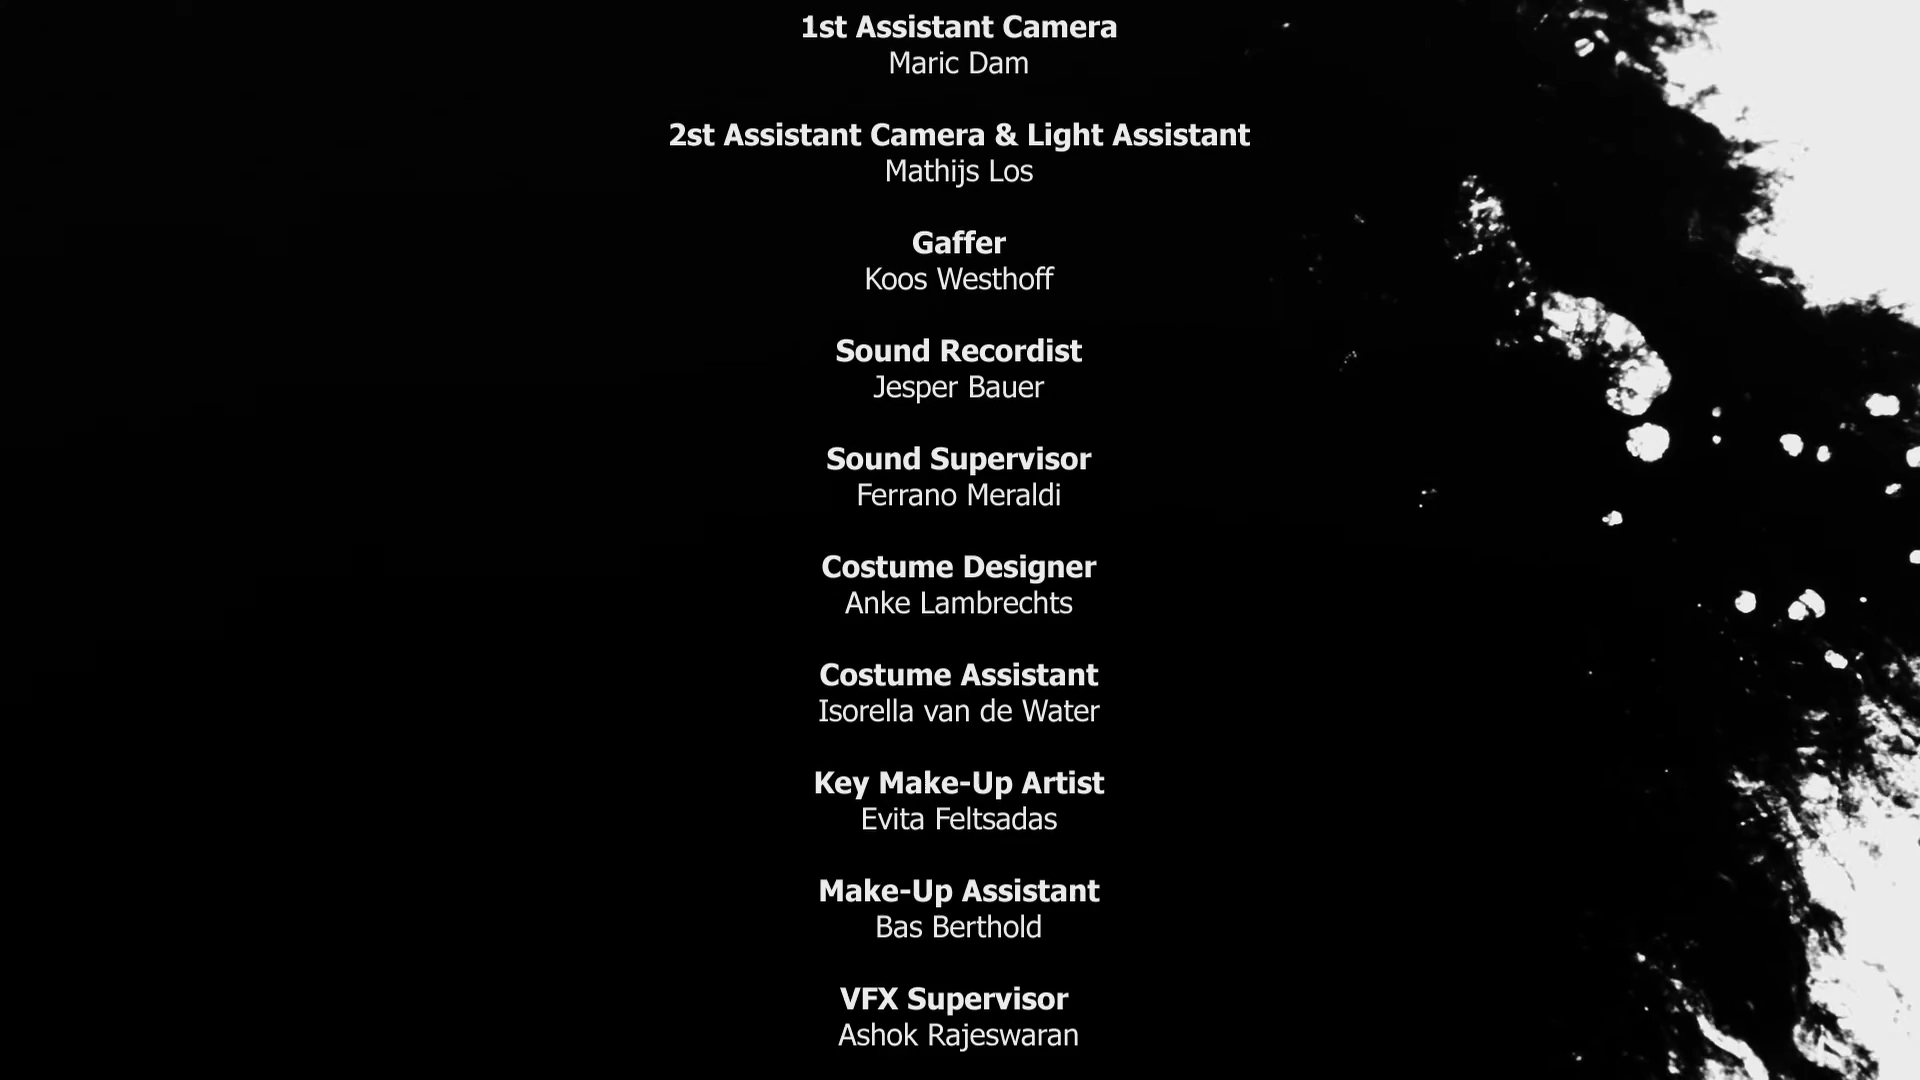 1st Assistant Camera
Maric Dam
2st Assistant Camera & Light Assistant
Mathijs Los
Gaffer
Koos Westhoff
Sound Recordist
Jesper Bauer
Sound Supervisor
Ferrano Meraldi
Costume Designer
Anke Lambrechts
Costume Assistant
Isorella van de Water
Key Make-Up Artist
Evita Feltsadas
Make-Up Assistant
Bas Berthold
VFX Supervisor
Ashok Rajeswaran